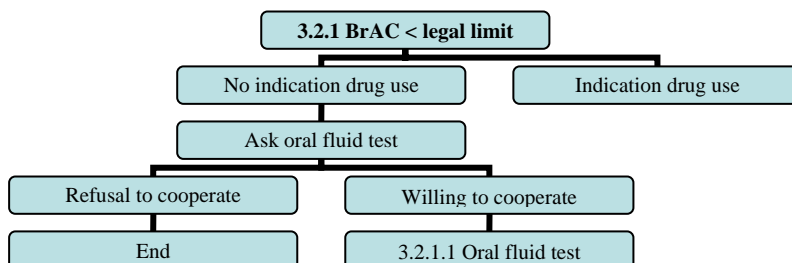 3.2.1 BrAC < legal limit
No indication drug use
Indication drug use
Ask oral fluid test
Refusal to cooperate
Willing to cooperate
End
3.2.1.1 Oral fluid test